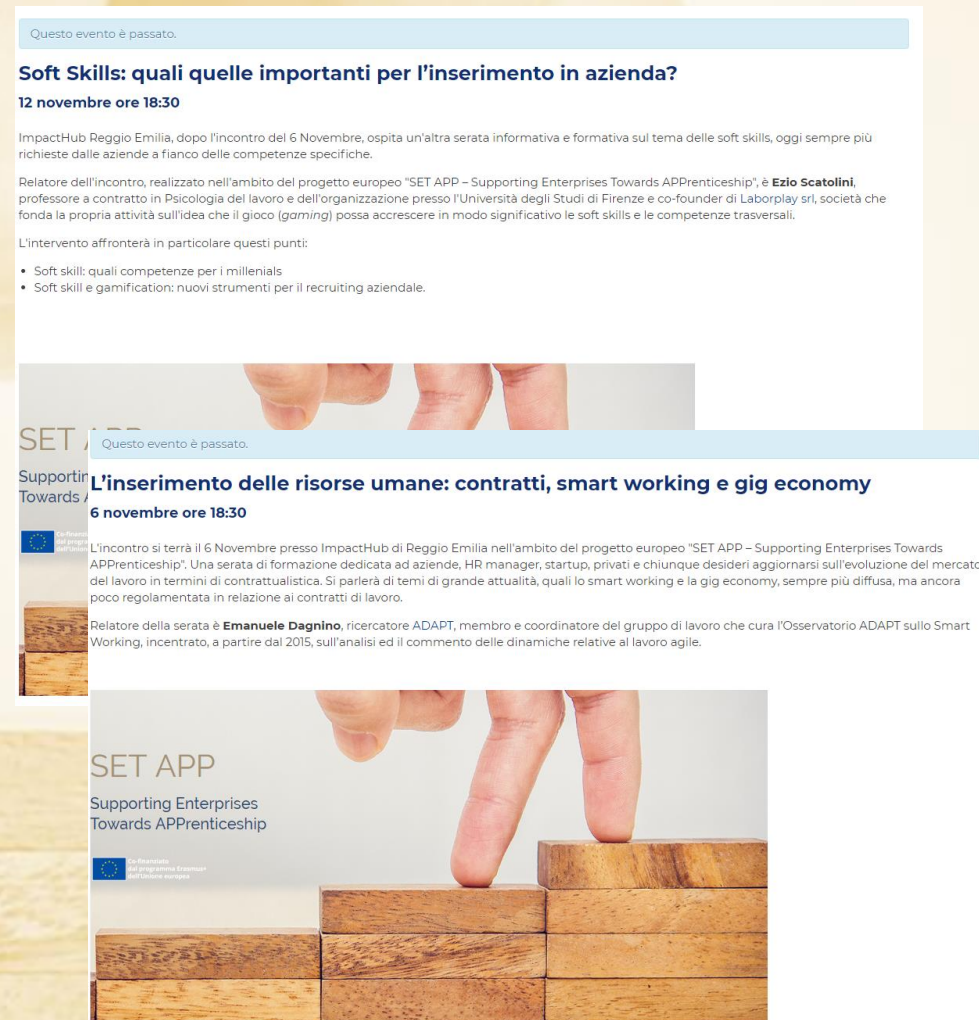 Questo evento è passato.
Soft Skills: quali quelle importanti per l'inserimento in azienda?
12 novembre ore 18:30
ImpactHub Reggio Emilia, dopo l'incontro del 6 Novembre, ospita un'altra serata informativa e formativa sul tema delle soft skills, oggi sempre più
richieste dalle aziende a fianco delle competenze specifiche.
Relatore dell'incontro, realizzato nell'ambito del progetto europeo "SET APP – Supporting Enterprises Towards APPrenticeship", è Ezio Scatolini,
professore a contratto in Psicologia del lavoro e dell'organizzazione presso l'Università degli Studi di Firenze e co-founder di Laborplay srl, società che
fonda la propria attività sull'idea che il gioco (gaming) possa accrescere in modo significativo le soft skills e le competenze trasversali.
L'intervento affronterà in particolare questi punti:
• Soft skill: quali competenze per i millenials
• Soft skill e gamification: nuovi strumenti per il recruiting aziendale.
SET
Towards
Questo evento è passato.
L'inserimento delle risorse umane: contratti, smart working e gig economy
6 novembre ore 18:30
L'incontro si terrà il 6 Novembre presso ImpactHub di Reggio Emilia nell'ambito del progetto europeo "SET APP – Supporting Enterprises Towards
APPrenticeship". Una serata di formazione dedicata ad aziende, HR manager, startup, privati e chiunque desideri aggiornarsi sull'evoluzione del mercato
del lavoro in termini di contrattualistica. Si parlerà di temi di grande attualità, quali lo smart working e la gig economy, sempre più diffusa, ma ancora
poco regolamentata in relazione ai contratti di lavoro.
Relatore della serata è Emanuele Dagnino, ricercatore ADAPT, membro e coordinatore del gruppo di lavoro che cura l'Osservatorio ADAPT sullo Smart
Working, incentrato, a partire dal 2015, sull'analisi ed il commento delle dinamiche relative al lavoro agile.
SET APP
Supporting Enterprises
Towards APPrenticeship
Co-finanziato
dal programma Erasmus+
dell'Unione europea